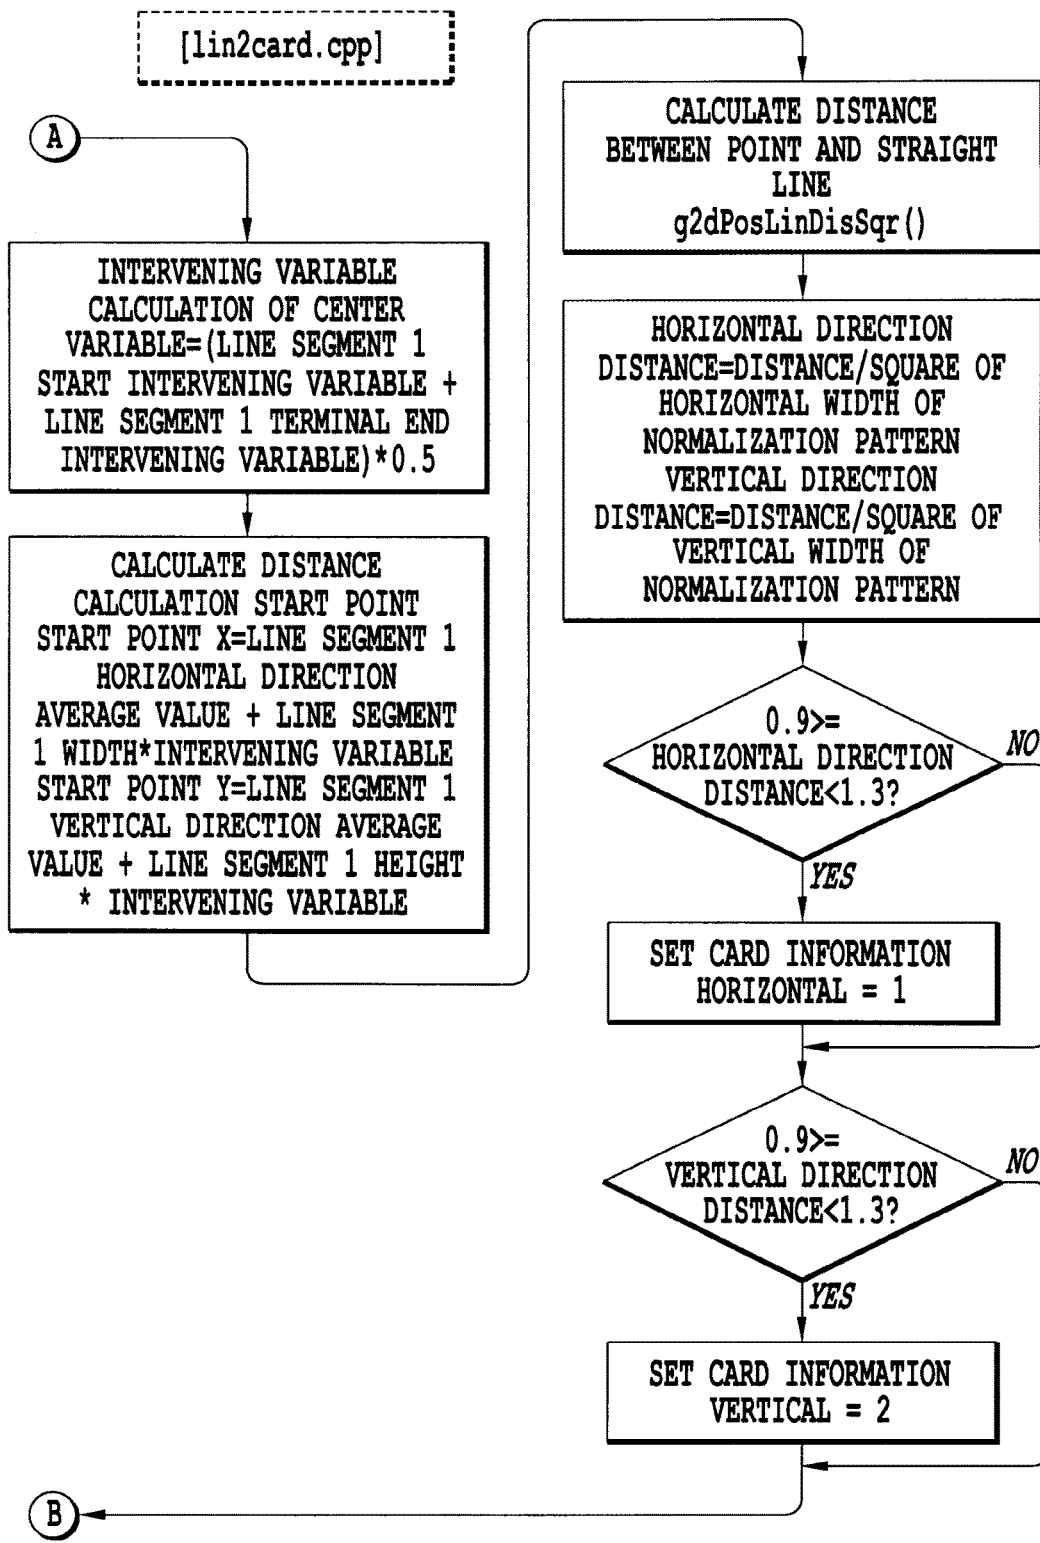 [lin2card.cpp]
A
INTERVENING VARIABLE
CALCULATION OF CENTER
VARIABLE=(LINE SEGMENT 1
START INTERVENING VARIABLE +
LINE SEGMENT 1 TERMINAL END
INTERVENING VARIABLE)*0.5
CALCULATE DISTANCE
CALCULATION START POINT
START POINT X=LINE SEGMENT 1
HORIZONTAL DIRECTION
AVERAGE VALUE + LINE SEGMENT
1 WIDTH*INTERVENING VARIABLE
START POINT Y=LINE SEGMENT 1
VERTICAL DIRECTION AVERAGE
VALUE + LINE SEGMENT 1 HEIGHT
* INTERVENING VARIABLE
CALCULATE DISTANCE
BETWEEN POINT AND STRAIGHT
LINE
g2dPosLinDisSqr()
HORIZONTAL DIRECTION
DISTANCE=DISTANCE/SQUARE OF
HORIZONTAL WIDTH OF
NORMALIZATION PATTERN
VERTICAL DIRECTION
DISTANCE=DISTANCE/SQUARE OF
VERTICAL WIDTH OF
NORMALIZATION PATTERN
0.9>=
HORIZONTAL DIRECTION
DISTANCE<1.3?
NO
YES
SET CARD INFORMATION
HORIZONTAL = 1
0.9>=
VERTICAL DIRECTION
DISTANCE<1.3?
NO
YES
SET CARD INFORMATION
VERTICAL = 2
B